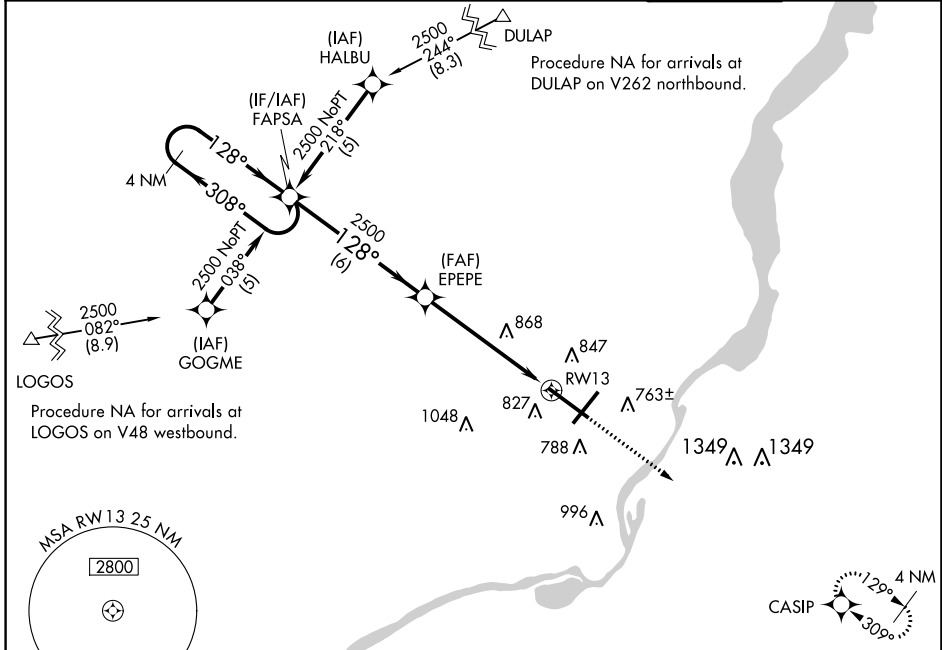 (IAF)
HALBU
2500
244°
(8.3)
DULAP
Procedure NA for arrivals at
DULAP on V262 northbound.
(IF/IAF)
FAPSA
2500 NoPT
218°
(5)
128°
4 NM
308°
2500
128°
(6)
2500 NoPT
038°
(5)
(FAF)
EPEPE
2500
082°
(8.9)
LOGOS
(IAF)
GOGME
Procedure NA for arrivals at
LOGOS on V48 westbound.
868
847
RW13
763±
827
1048
788
1349
1349
996
MSA RW13 25 NM
2800
CASIP
129°
4 NM
309°